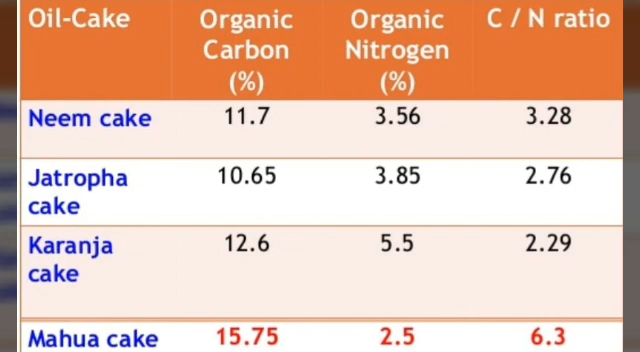 Oil-Cake Organic Carbon (%) Organic Nitrogen (%) C / N ratio
Neem cake 11.7 3.56 3.28
Jatropha cake 10.65 3.85 2.76
Karanja cake 12.6 5.5 2.29
Mahua cake 15.75 2.5 6.3